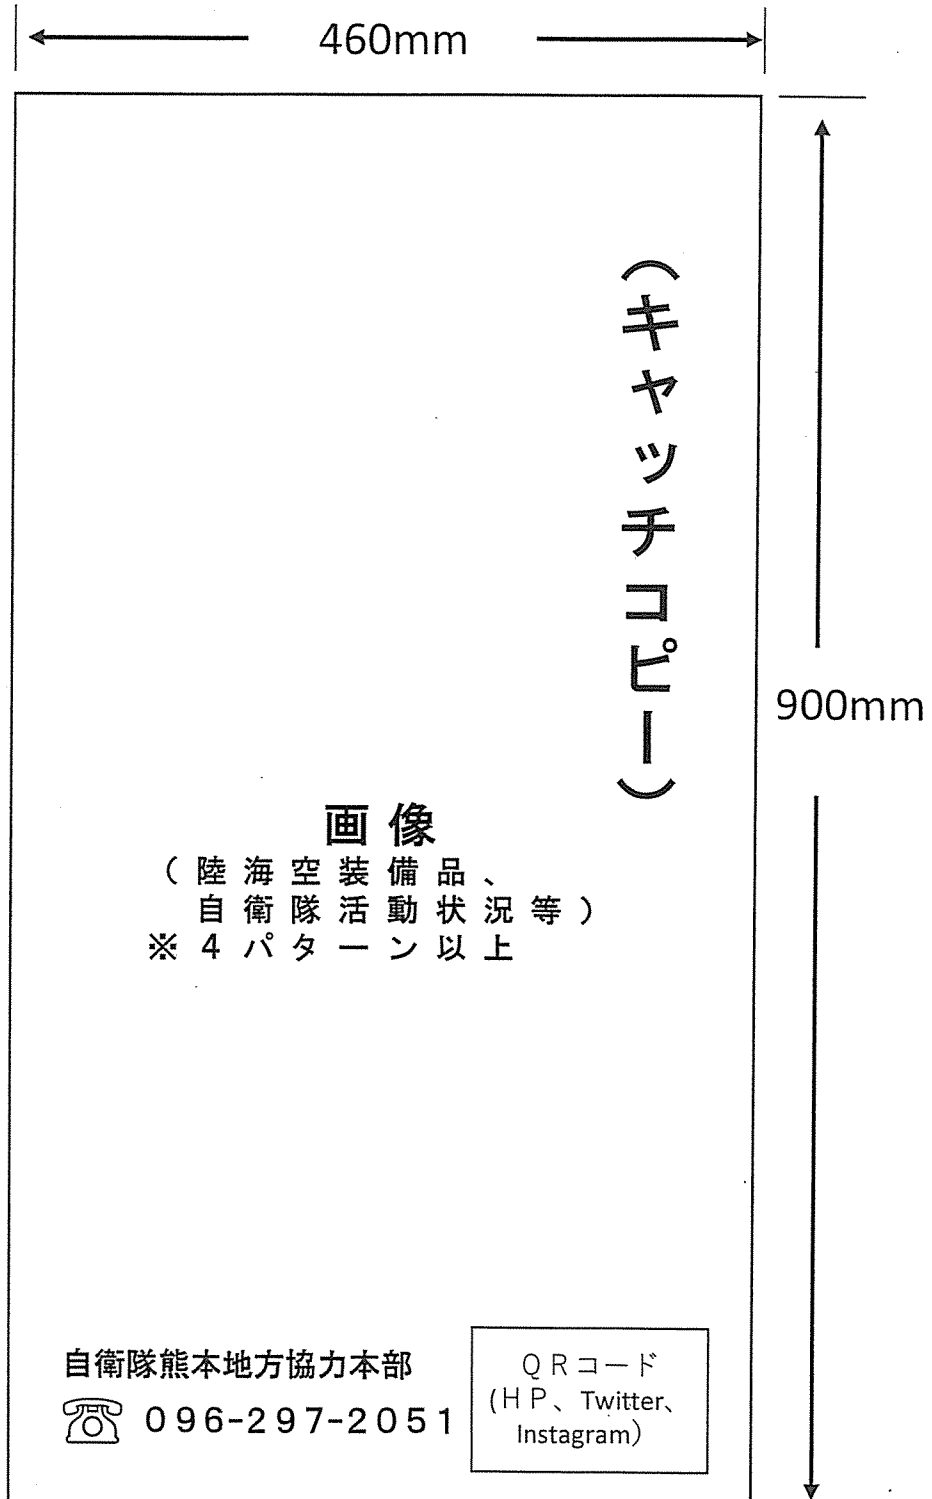 460mm
(キャッチコピー)
900mm
画像
(陸海空装備品、
自衛隊活動状況等)
※4パターン以上
自衛隊熊本地方協力本部
☏ 096-297-2051
QRコード
(HP、Twitter、
Instagram)